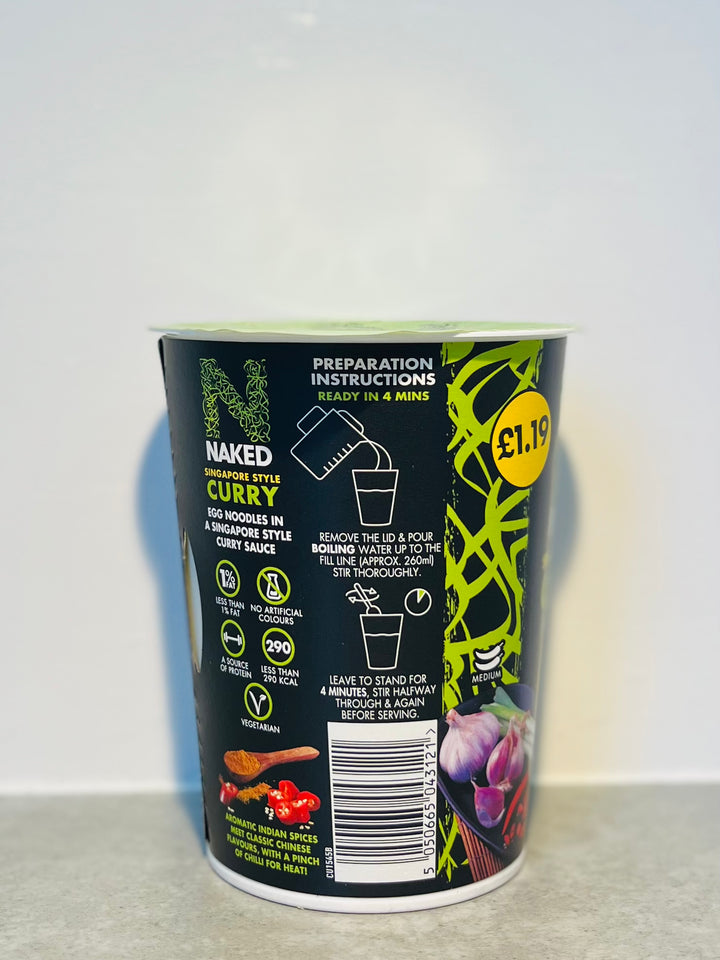 N
NAKED
SINGAPORE STYLE
CURRY
EGG NOODLES IN
A SINGAPORE STYLE
CURRY SAUCE
1%
FAT
LESS THAN
1% FAT
NO ARTIFICIAL
COLOURS
A SOURCE
OF PROTEIN
290
LESS THAN
290 KCAL
V
VEGETARIAN
AROMATIC INDIAN SPICES
MEET CLASSIC CHINESE
FLAVOURS, WITH A PINCH
OF CHILLI FOR HEAT!
PREPARATION
INSTRUCTIONS
READY IN 4 MINS
REMOVE THE LID & POUR
BOILING WATER UP TO THE
FILL LINE (APPROX. 260ml)
STIR THOROUGHLY.
LEAVE TO STAND FOR
4 MINUTES, STIR HALFWAY
THROUGH & AGAIN
BEFORE SERVING.
CU1545B
5 050665 043121 >
£1.19
MEDIUM